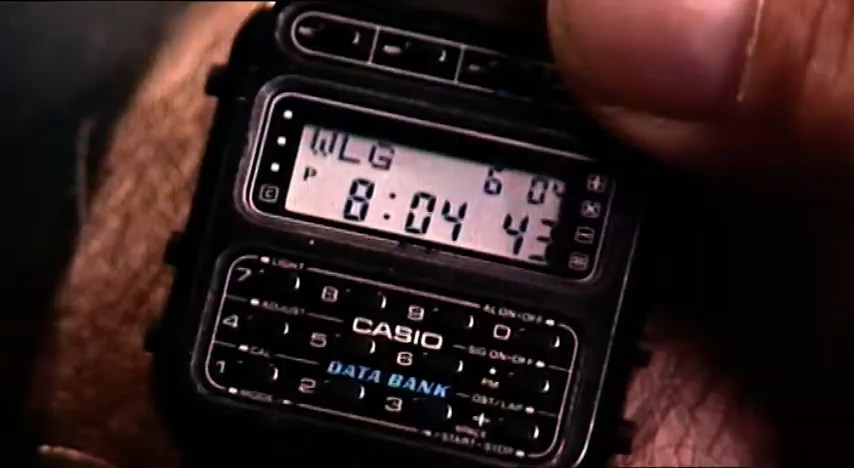 WLG
6 04
P 8:04 43
C
+
×
−
LIGHT
7 8 9 0 AL ON-OFF
ADJUST
CASIO
4 5 6 SIG ON-OFF
CAL
DATA BANK
PM
1 2 3 + DST/LAP
SPACE
MODE
START-STOP